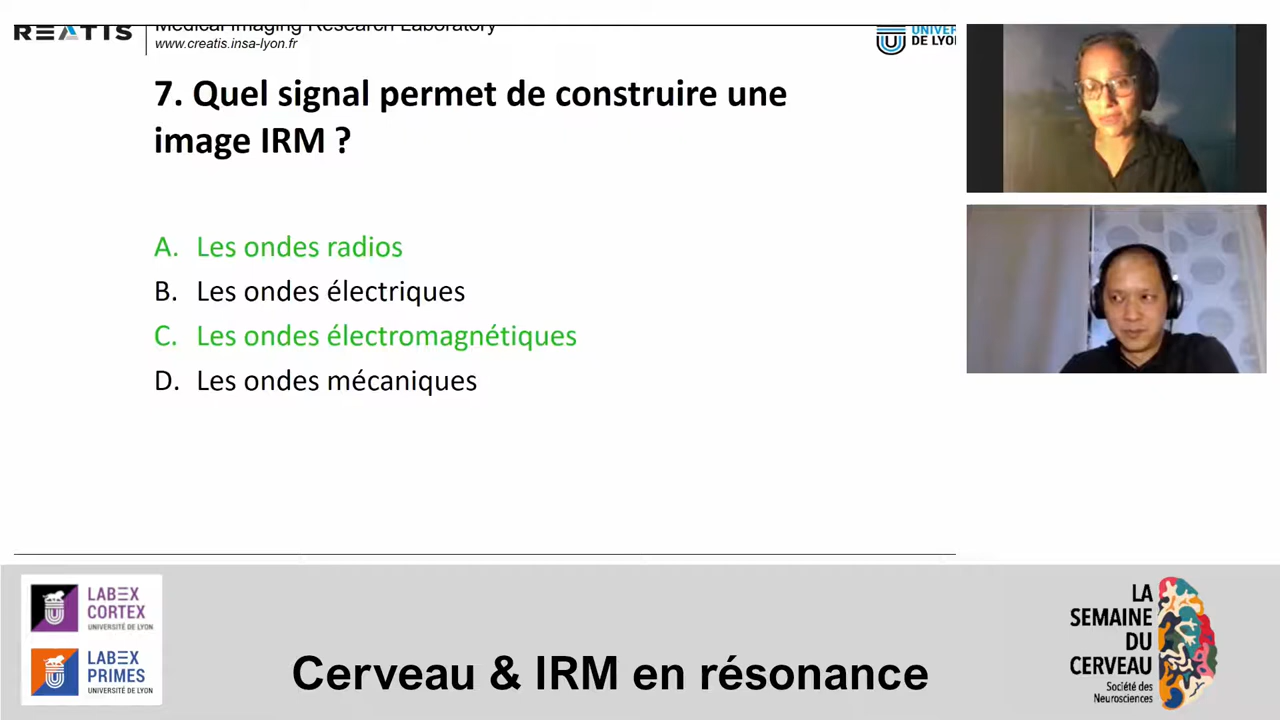 REATIS
Medical Imaging Research Laboratory
www.creatis.insa-lyon.fr
UNIVER
DE LYO
7. Quel signal permet de construire une
image IRM ?
A. Les ondes radios
B. Les ondes électriques
C. Les ondes électromagnétiques
D. Les ondes mécaniques
LABEX
CORTEX
UNIVERSITÉ DE LYON
LABEX
PRIMES
UNIVERSITÉ DE LYON
Cerveau & IRM en résonance
LA
SEMAINE
DU
CERVEAU
Société des
Neurosciences